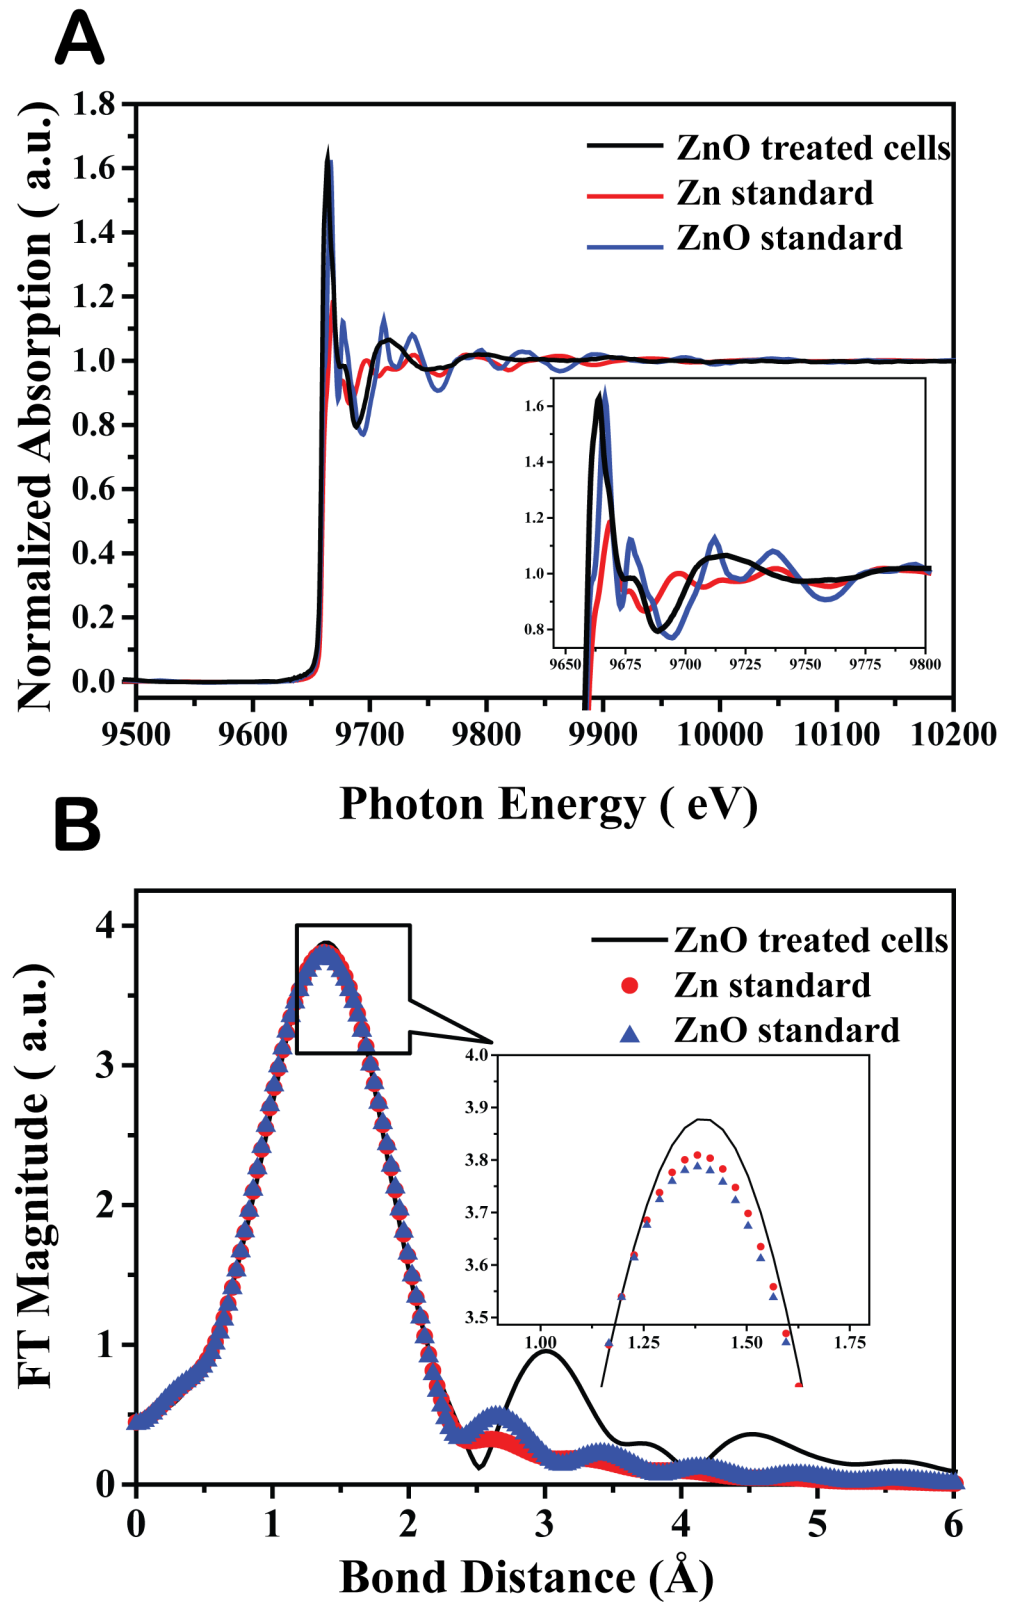 A
Normalized Absorption ( a.u.)
1.8
1.6
1.4
1.2
1.0
0.8
0.6
0.4
0.2
0.0
ZnO treated cells
Zn standard
ZnO standard
1.6
1.4
1.2
1.0
0.8
9650 9675 9700 9725 9750 9775 9800
9500 9600 9700 9800 9900 10000 10100 10200
Photon Energy ( eV)
B
FT Magnitude ( a.u.)
4
3
2
1
0
ZnO treated cells
Zn standard
ZnO standard
4.0
3.9
3.8
3.7
3.6
3.5
1.00 1.25 1.50 1.75
0 1 2 3 4 5 6
Bond Distance (Å)